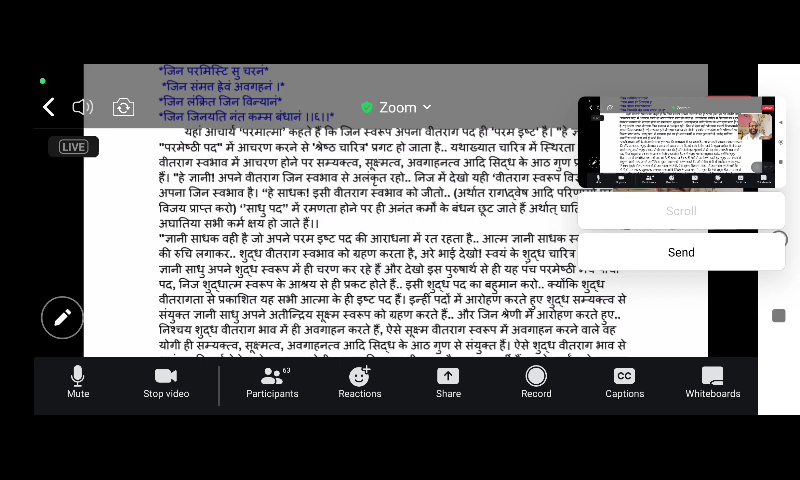 *जिन परमिस्टि सु चरनं*
*जिन संमत ह्रेवं अवगहनं ।*
*जिन लंक्रित जिन विन्यानं*
Zoom
*जिन जिनयति नंत कम्म बंधानं ।।६।।*
यहाँ आचार्य 'परमात्मा' कहते हैं कि जिन स्वरूप अपना वीतराग पद ही 'परम इष्ट' है। "हे
LIVE
"परमेष्ठी पद" में आचरण करने से 'श्रेष्ठ चारित्र' प्रगट हो जाता है.. यथाख्यात चारित्र में स्थिरता
वीतराग स्वभाव में आचरण होने पर सम्यक्त्व, सूक्ष्मत्व, अवगाहनत्व आदि सिद्ध के आठ गुण
हैं। "हे ज्ञानी! अपने वीतराग जिन स्वभाव से अलंकृत रहो.. निज में देखो यही 'वीतराग स्वरूप
अपना जिन स्वभाव है। "हे साधक! इसी वीतराग स्वभाव को जीतो.. (अर्थात रागाद्वेष आदि
विजय प्राप्त करो) ''साधु पद" में रमणता होने पर ही अनंत कर्मों के बंधन छूट जाते हैं अर्थात्
अघातिया सभी कर्म क्षय हो जाते हैं।।
"ज्ञानी साधक वही है जो अपने परम इष्ट पद की आराधना में रत रहता है.. आत्म ज्ञानी साधक
की रुचि लगाकर.. शुद्ध वीतराग स्वभाव को ग्रहण करता है, अरे भाई देखो! स्वयं के शुद्ध चारित्र
ज्ञानी साधु अपने शुद्ध स्वरूप में ही चरण कर रहे हैं और देखो इस पुरुषार्थ से ही यह पंच परमेष्ठी
पद, निज शुद्धात्म स्वरूप के आश्रय से ही प्रकट होते हैं.. इसी शुद्ध पद का बहुमान करो.. क्योंकि शुद्ध
वीतरागता से प्रकाशित यह सभी आत्मा के ही इष्ट पद हैं। इन्हीं पदों में आरोहण करते हुए शुद्ध सम्यक्त्व से
संयुक्त ज्ञानी साधु अपने अतीन्द्रिय सूक्ष्म स्वरूप को ग्रहण करते हैं.. और जिन श्रेणी में आरोहण करते हुए..
निश्चय शुद्ध वीतराग भाव में ही अवगाहन करते हैं, ऐसे सूक्ष्म वीतराग स्वरूप में अवगाहन करने वाले वह
योगी ही सम्यक्त्व, सूक्ष्मत्व, अवगाहनत्व आदि सिद्ध के आठ गुण से संयुक्त हैं। ऐसे शुद्ध वीतराग भाव से
Scroll
Send
Mute
Stop video
Participants
63
Reactions
Share
Record
CC
Captions
Whiteboards